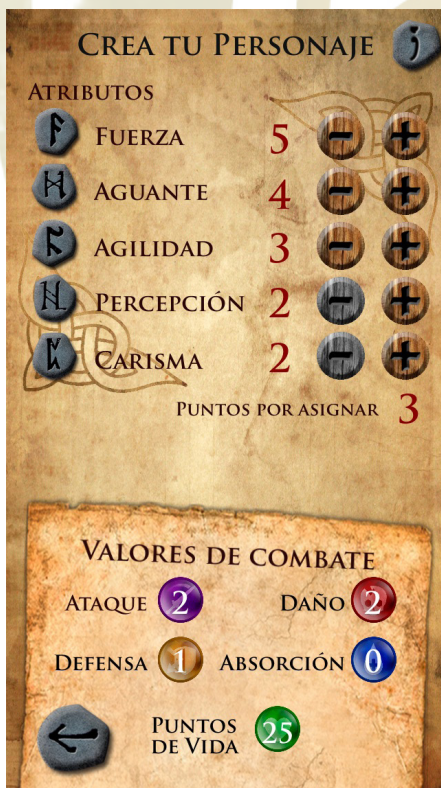 Crea tu Personaje
Atributos
Fuerza 5 - +
Aguante 4 - +
Agilidad 3 - +
Percepción 2 - +
Carisma 2 - +
Puntos por asignar 3
Valores de combate
Ataque 2 Daño 2
Defensa 1 Absorción 0
Puntos
de Vida 25